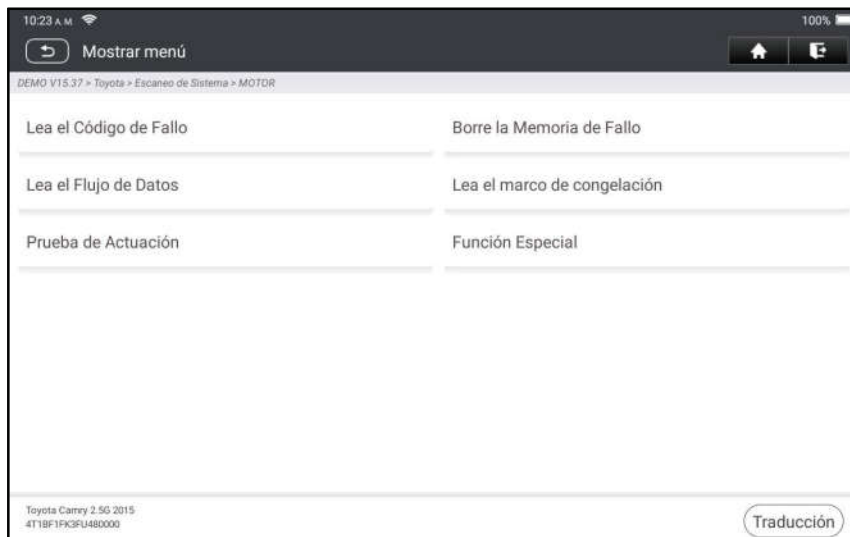 10:23 A M 100%
Mostrar menú
DEMO V15.37 > Toyota > Escaneo de Sistema > MOTOR
Lea el Código de Fallo Borre la Memoria de Fallo
Lea el Flujo de Datos Lea el marco de congelación
Prueba de Actuación Función Especial
Toyota Camry 2.5G 2015
4T1BF1FK3FU480000
Traducción